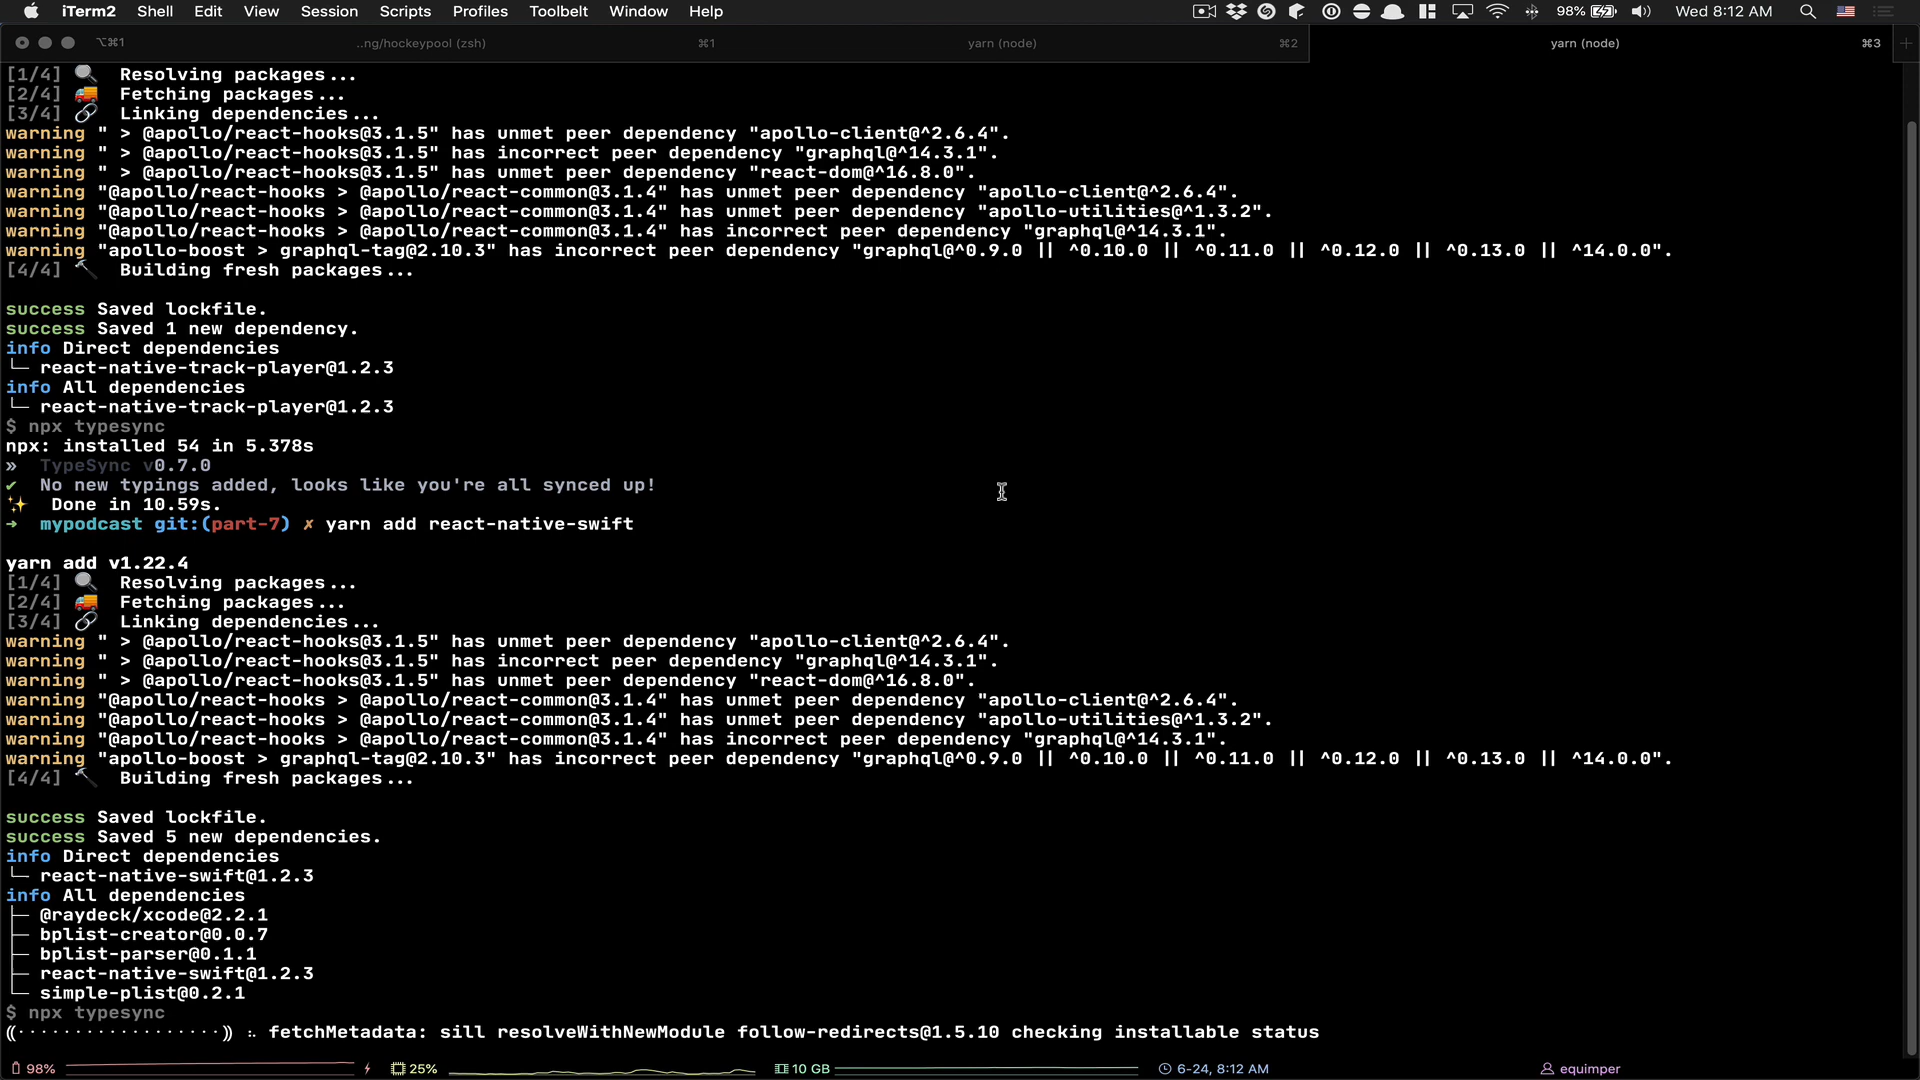 iTerm2 Shell Edit View Session Scripts Profiles Toolbelt Window Help 98% Wed 8:12 AM
⌥⌘1 ..ng/hockeypool (zsh) ⌘1 yarn (node) ⌘2 yarn (node) ⌘3 +
[1/4] 🔍 Resolving packages...
[2/4] 🚚 Fetching packages...
[3/4] 🔗 Linking dependencies...
warning " > @apollo/react-hooks@3.1.5" has unmet peer dependency "apollo-client@^2.6.4".
warning " > @apollo/react-hooks@3.1.5" has incorrect peer dependency "graphql@^14.3.1".
warning " > @apollo/react-hooks@3.1.5" has unmet peer dependency "react-dom@^16.8.0".
warning "@apollo/react-hooks > @apollo/react-common@3.1.4" has unmet peer dependency "apollo-client@^2.6.4".
warning "@apollo/react-hooks > @apollo/react-common@3.1.4" has unmet peer dependency "apollo-utilities@^1.3.2".
warning "@apollo/react-hooks > @apollo/react-common@3.1.4" has incorrect peer dependency "graphql@^14.3.1".
warning "apollo-boost > graphql-tag@2.10.3" has incorrect peer dependency "graphql@^0.9.0 || ^0.10.0 || ^0.11.0 || ^0.12.0 || ^0.13.0 || ^14.0.0".
[4/4] 🔨 Building fresh packages...
success Saved lockfile.
success Saved 1 new dependency.
info Direct dependencies
└─ react-native-track-player@1.2.3
info All dependencies
└─ react-native-track-player@1.2.3
$ npx typesync
npx: installed 54 in 5.378s
»  TypeSync v0.7.0
✔  No new typings added, looks like you're all synced up!
✨  Done in 10.59s.
➜  mypodcast git:(part-7) ✗ yarn add react-native-swift
yarn add v1.22.4
[1/4] 🔍 Resolving packages...
[2/4] 🚚 Fetching packages...
[3/4] 🔗 Linking dependencies...
warning " > @apollo/react-hooks@3.1.5" has unmet peer dependency "apollo-client@^2.6.4".
warning " > @apollo/react-hooks@3.1.5" has incorrect peer dependency "graphql@^14.3.1".
warning " > @apollo/react-hooks@3.1.5" has unmet peer dependency "react-dom@^16.8.0".
warning "@apollo/react-hooks > @apollo/react-common@3.1.4" has unmet peer dependency "apollo-client@^2.6.4".
warning "@apollo/react-hooks > @apollo/react-common@3.1.4" has unmet peer dependency "apollo-utilities@^1.3.2".
warning "@apollo/react-hooks > @apollo/react-common@3.1.4" has incorrect peer dependency "graphql@^14.3.1".
warning "apollo-boost > graphql-tag@2.10.3" has incorrect peer dependency "graphql@^0.9.0 || ^0.10.0 || ^0.11.0 || ^0.12.0 || ^0.13.0 || ^14.0.0".
[4/4] 🔨 Building fresh packages...
success Saved lockfile.
success Saved 5 new dependencies.
info Direct dependencies
└─ react-native-swift@1.2.3
info All dependencies
├─ @raydeck/xcode@2.2.1
├─ bplist-creator@0.0.7
├─ bplist-parser@0.1.1
├─ react-native-swift@1.2.3
└─ simple-plist@0.2.1
$ npx typesync
((··················)) ⠦ fetchMetadata: sill resolveWithNewModule follow-redirects@1.5.10 checking installable status
98% 25% 10 GB 6-24, 8:12 AM equimper